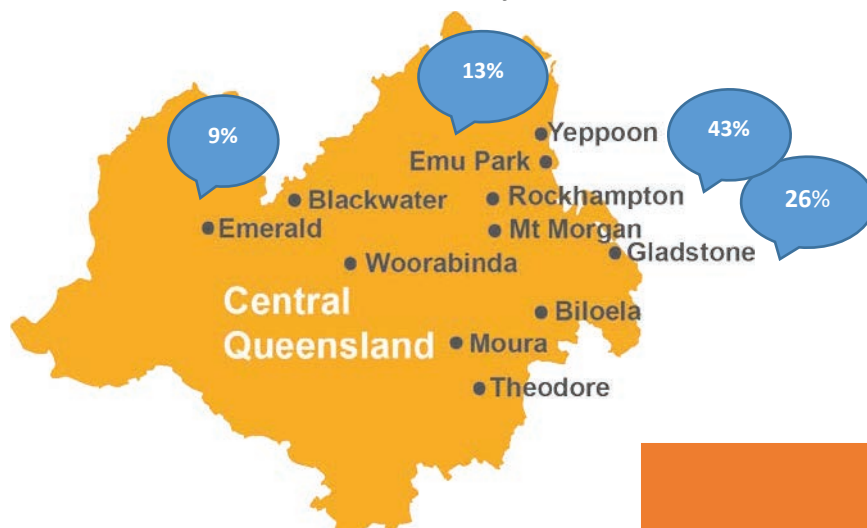 13%
9%
Yeppoon
43%
Emu Park
Blackwater
Rockhampton
26%
Emerald
Mt Morgan
Gladstone
Woorabinda
Central
Queensland
Biloela
Moura
Theodore